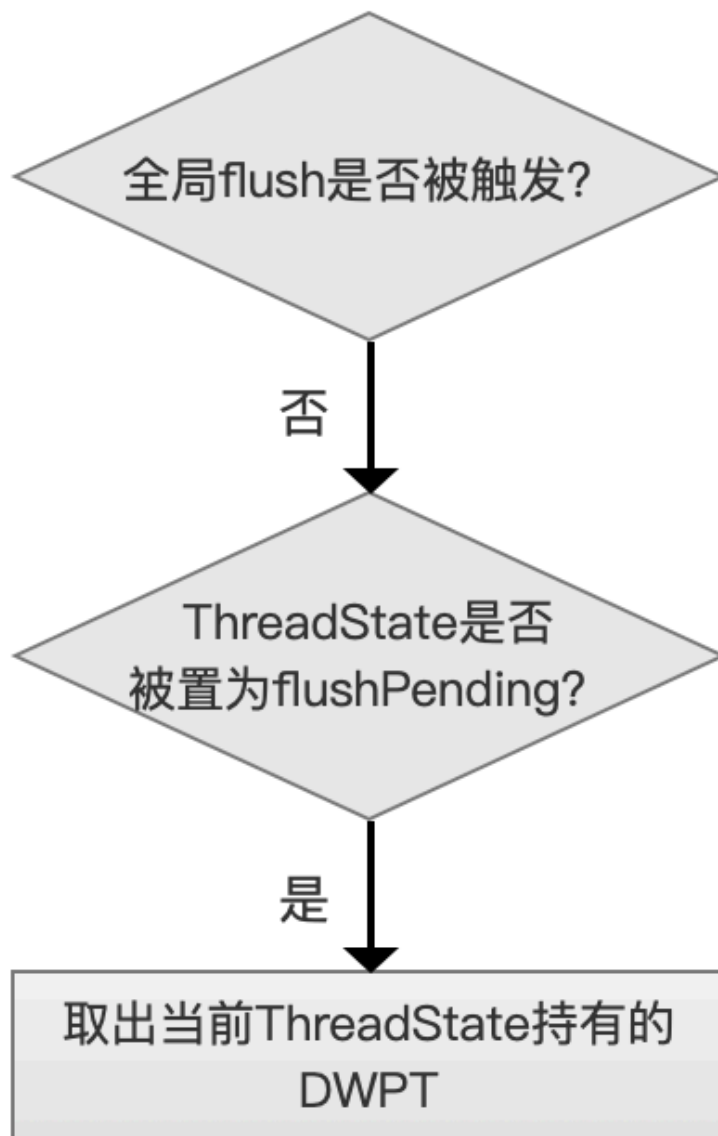 全局flush是否被触发?
否
ThreadState是否
被置为flushPending?
是
取出当前ThreadState持有的
DWPT